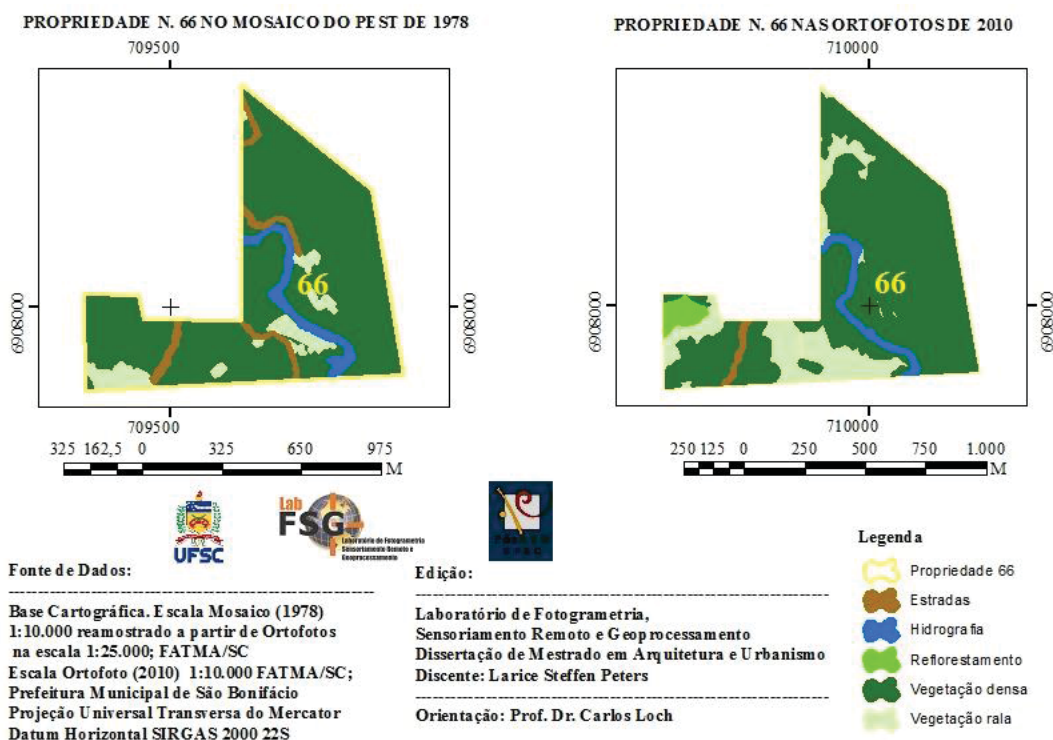 PROPRIEDADE N. 66 NO MOSAICO DO PEST DE 1978
709500
6908000
6908000
66
709500
325 162,5 0 325 650 975
M
PROPRIEDADE N. 66 NAS ORTOFOTOS DE 2010
710000
6908000
6908000
66
710000
250 125 0 250 500 750 1.000
M
UFSC
Lab
FSG
Laboratório de Fotogrametria
Sensoriamento Remoto e
Geoprocessamento
Fonte de Dados:
Base Cartográfica. Escala Mosaico (1978)
1:10.000 reamostrado a partir de Ortofotos
na escala 1:25.000; FATMA/SC
Escala Ortofoto (2010) 1:10.000 FATMA/SC;
Prefeitura Municipal de São Bonifácio
Projeção Universal Transversa do Mercator
Datum Horizontal SIRGAS 2000 22S
Edição:
Laboratório de Fotogrametria,
Sensoriamento Remoto e Geoprocessamento
Dissertação de Mestrado em Arquitetura e Urbanismo
Discente: Larice Steffen Peters
Orientação: Prof. Dr. Carlos Loch
Legenda
Propriedade 66
Estradas
Hidrografia
Reflorestamento
Vegetação densa
Vegetação rala